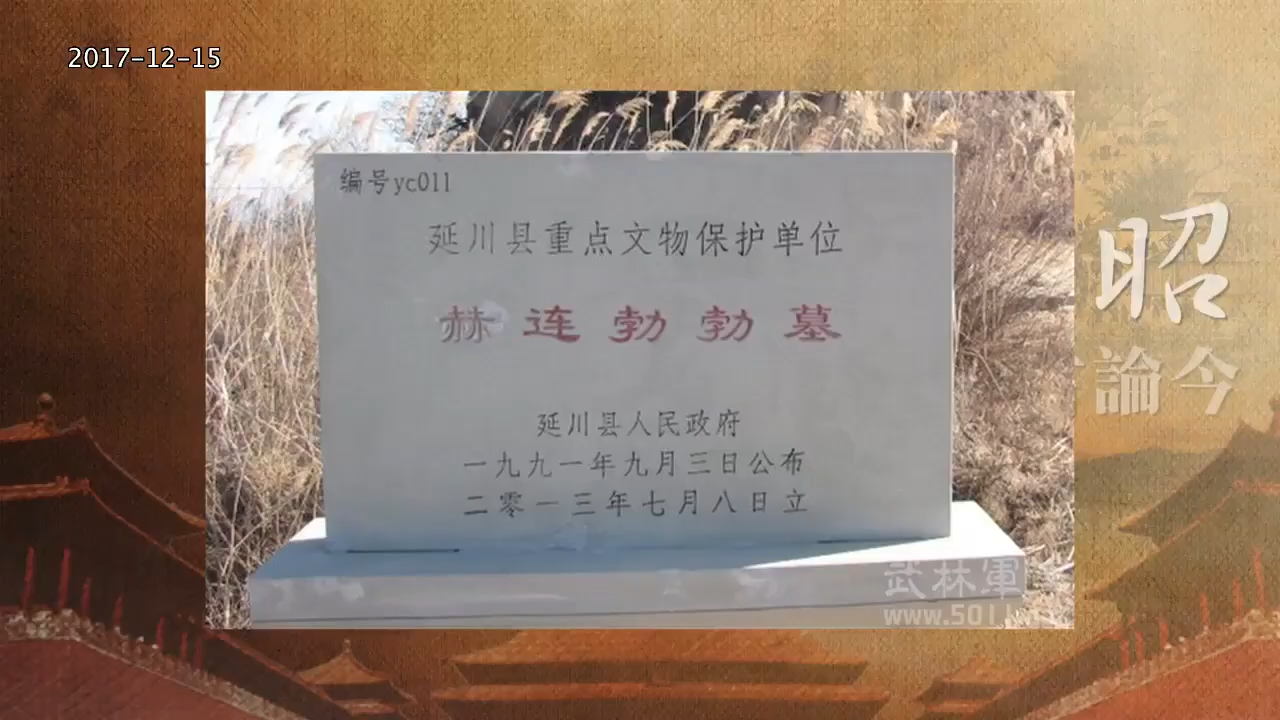 2017-12-15
编号yc011
延川县重点文物保护单位
赫连勃勃墓
延川县人民政府
一九九一年九月三日公布
二零一三年七月八日立
武林軍
www.501
昭
論今